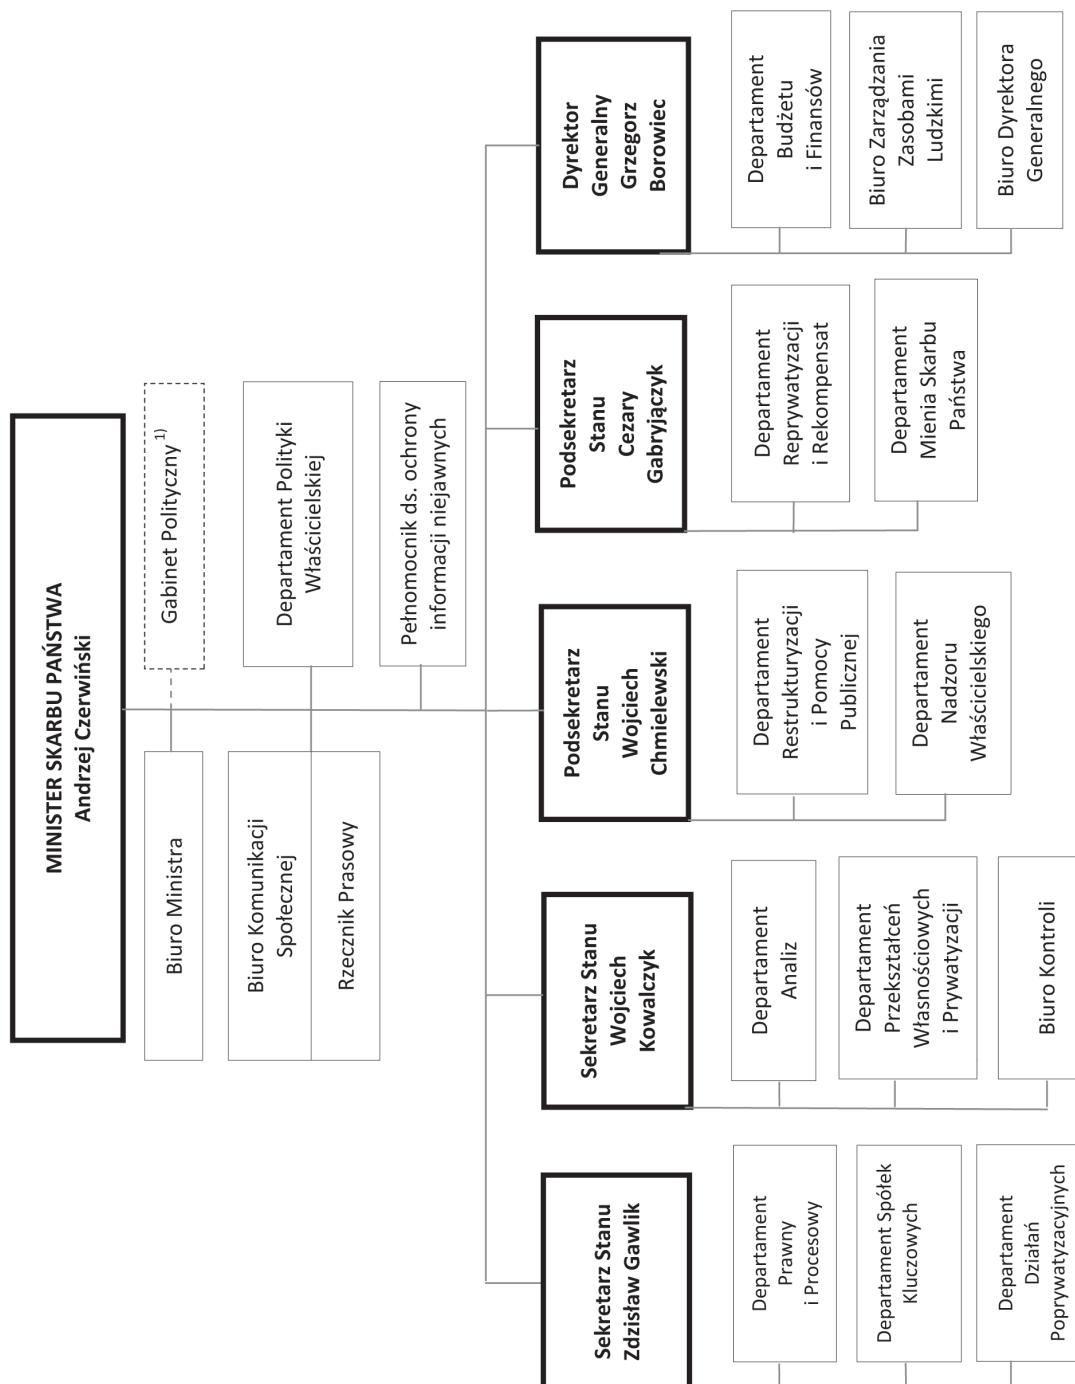 MINISTER SKARBU PAŃSTWA
Andrzej Czerwiński
Biuro Ministra
Gabinet Polityczny 1)
Biuro Komunikacji
Społecznej
Rzecznik Prasowy
Departament Polityki
Właścicielskiej
Pełnomocnik ds. ochrony
informacji niejawnych
Sekretarz Stanu
Zdzisław Gawlik
Departament
Prawny
i Procesowy
Departament Spółek
Kluczowych
Departament
Działań
Poprywatyzacyjnych
Sekretarz Stanu
Wojciech
Kowalczyk
Departament
Analiz
Departament
Przekształceń
Własnościowych
i Prywatyzacji
Biuro Kontroli
Podsekretarz
Stanu
Wojciech
Chmielewski
Departament
Restrukturyzacji
i Pomocy
Publicznej
Departament
Nadzoru
Właścicielskiego
Podsekretarz
Stanu
Cezary
Gabryjączyk
Departament
Reprywatyzacji
i Rekompensat
Departament
Mienia Skarbu
Państwa
Dyrektor
Generalny
Grzegorz
Borowiec
Departament
Budżetu
i Finansów
Biuro Zarządzania
Zasobami
Ludzkimi
Biuro Dyrektora
Generalnego